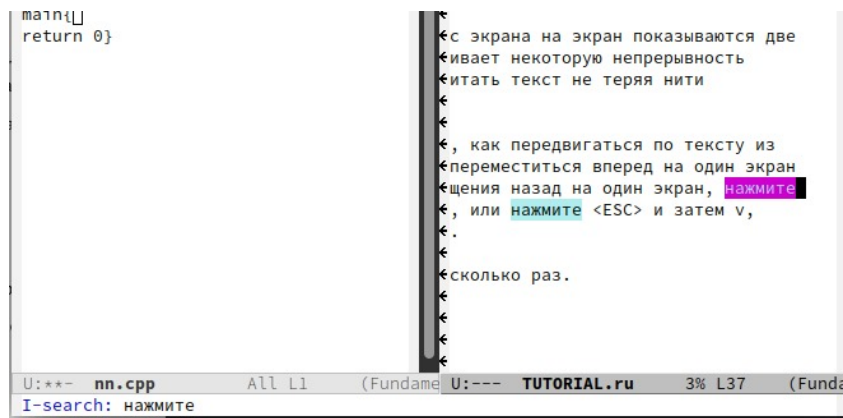 main{
return 0}
U:**- nn.cpp All L1 (Fundame
с экрана на экран показываются две
ивает некоторую непрерывность
итать текст не теряя нити
, как передвигаться по тексту из
переместиться вперед на один экран
щения назад на один экран, нажмите
, или нажмите <ESC> и затем v,
.
сколько раз.
U:--- TUTORIAL.ru 3% L37 (Funda
I-search: нажмите